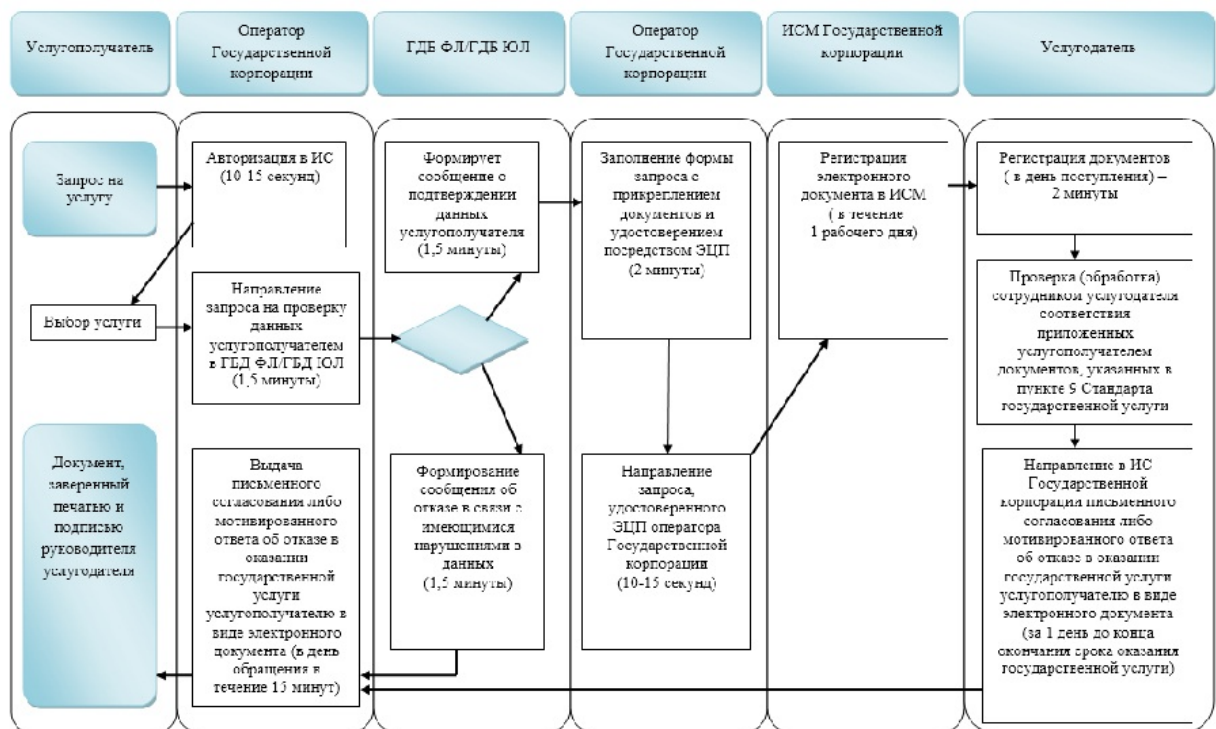 Услугополучатель
Оператор
Государственной
корпорации
ГДБ ФЛ/ГДБ ЮЛ
Оператор
Государственной
корпорации
ИСМ Государственной
корпорации
Услугодатель
Запрос на
услугу
Авторизация в ИС
(10-15 секунд)
Формирует
сообщение о
подтверждении
данных
услугополучателя
(1,5 минуты)
Заполнение формы
запроса с
прикреплением
документов и
удостоверением
посредством ЭЦП
(2 минуты)
Регистрация
электронного
документа в ИСМ
( в течение
1 рабочего дня)
Регистрация документов
( в день поступления) –
2 минуты
Выбор услуги
Направление
запроса на проверку
данных
услугополучателем
в ГБД ФЛ/ГБД ЮЛ
(1,5 минуты)
Проверка (обработка)
сотрудником услугодателя
соответствия
приложенных
услугополучателем
документов, указанных в
пункте 9 Стандарта
государственной услуги
Документ,
заверенный
печатью и
подписью
руководителя
услугодателя
Выдача
письменного
согласования либо
мотивированного
ответа об отказе в
оказании
государственной
услуги
услугополучателю в
виде электронного
документа (в день
обращения в
течение 15 минут)
Формирование
сообщения об
отказе в связи с
имеющимися
нарушениями в
данных
(1,5 минуты)
Направление
запроса,
удостоверенного
ЭЦП оператора
Государственной
корпорации
(10-15 секунд)
Направление в ИС
Государственной
корпорации письменного
согласования либо
мотивированного ответа
об отказе в оказании
государственной услуги
услугополучателю в виде
электронного документа
(за 1 день до конца
окончания срока оказания
государственной услуги)